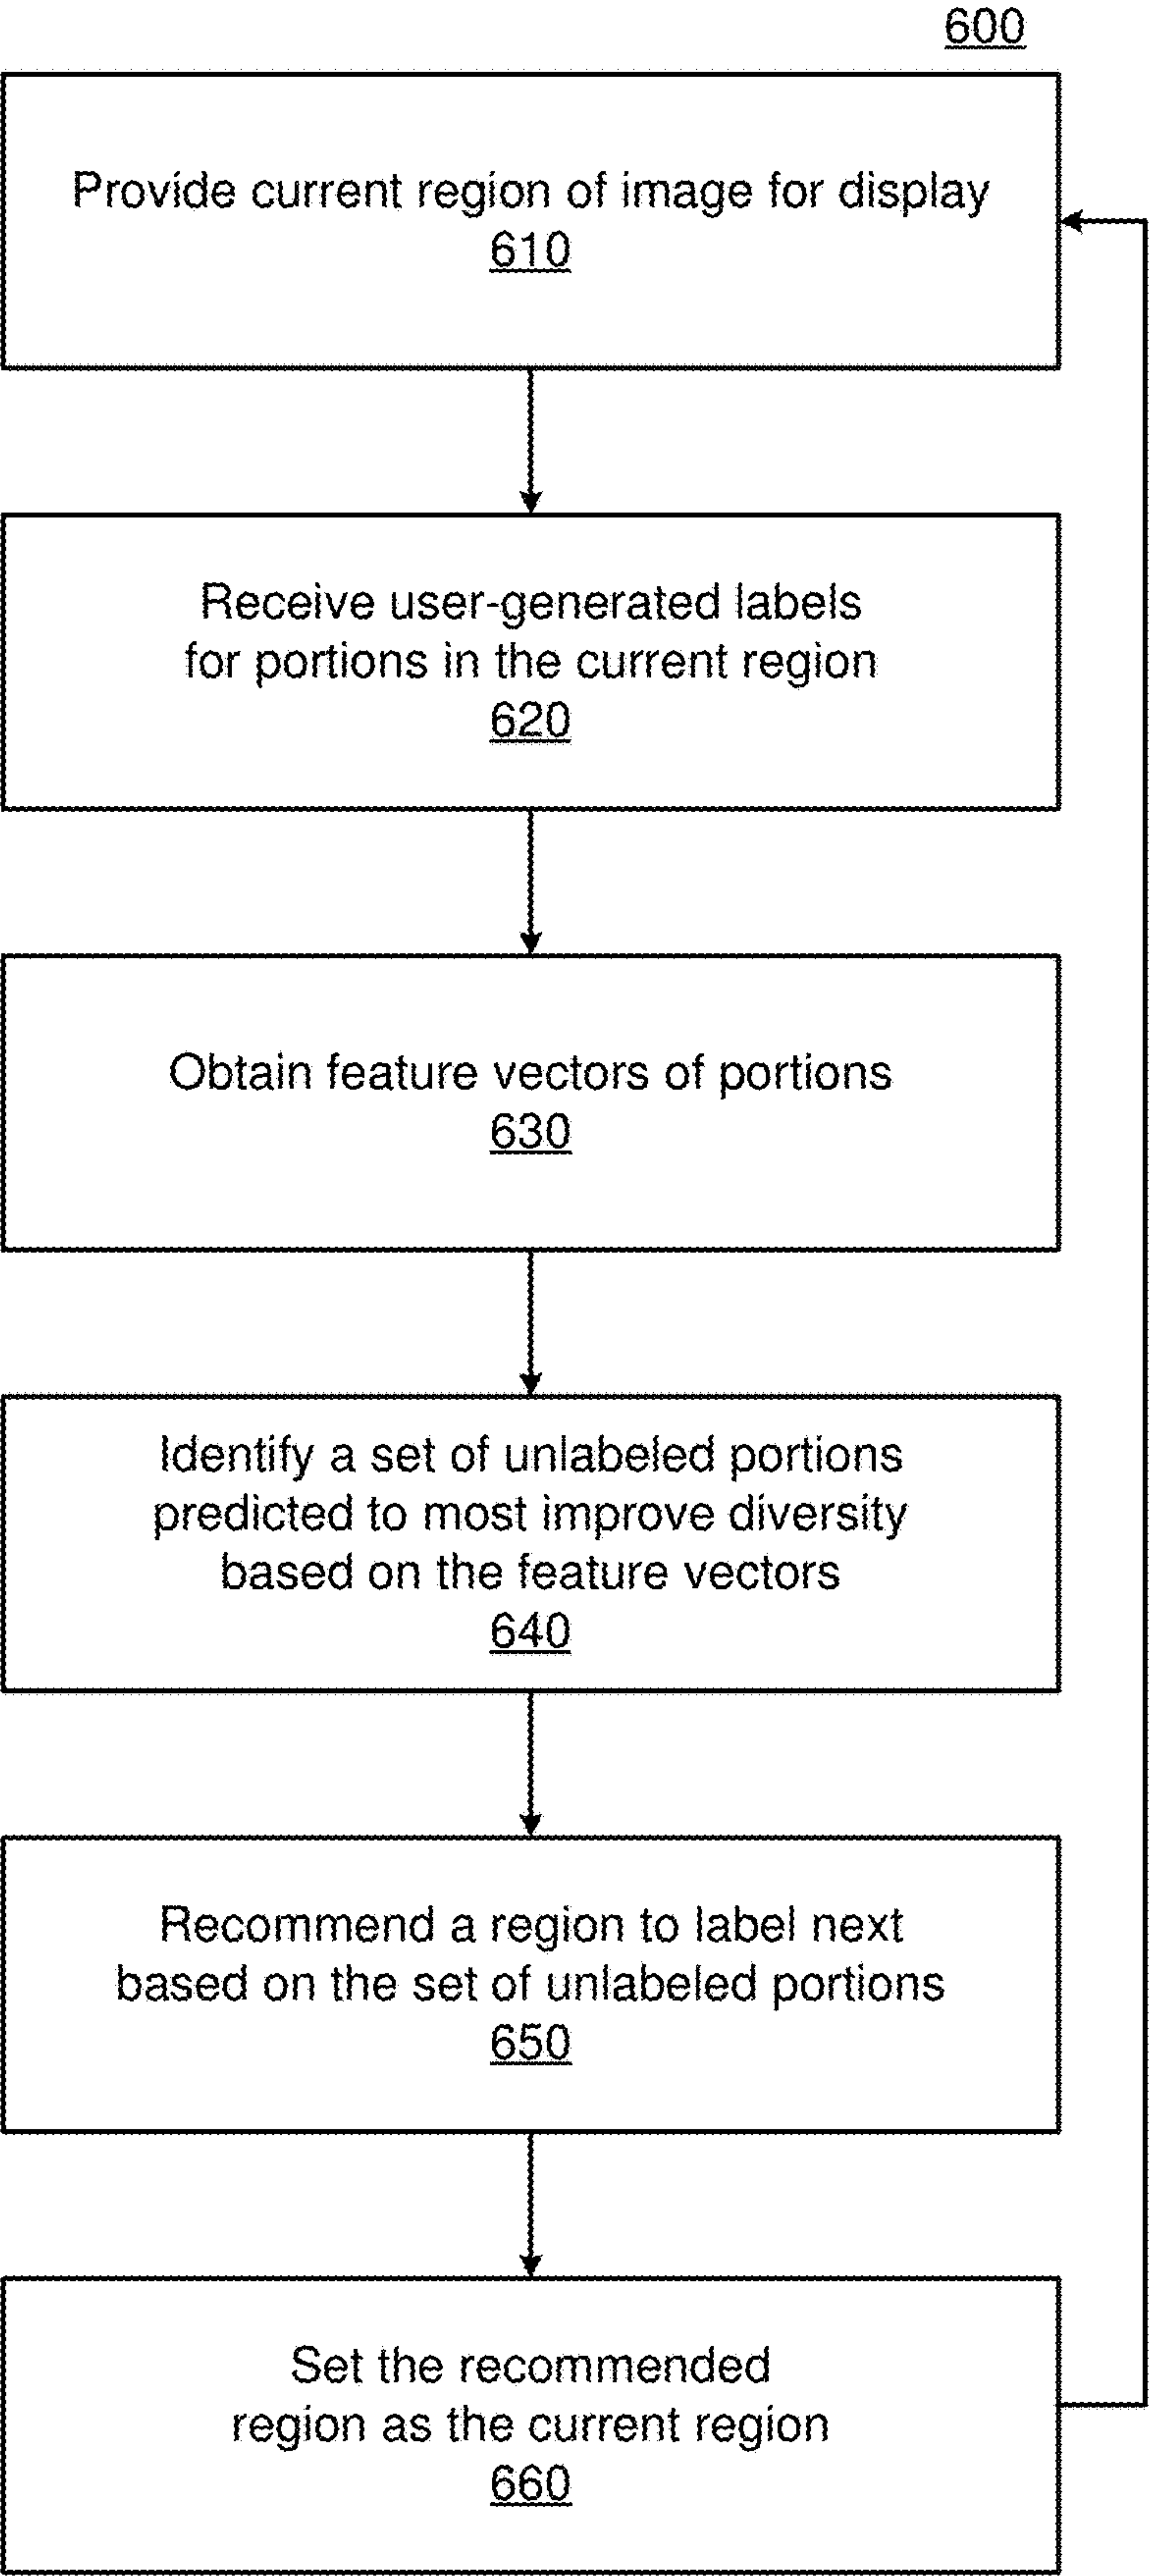 600
Provide current region of image for display
610
Receive user-generated labels
for portions in the current region
620
Obtain feature vectors of portions
630
Identify a set of unlabeled portions
predicted to most improve diversity
based on the feature vectors
640
Recommend a region to label next
based on the set of unlabeled portions
650
Set the recommended
region as the current region
660